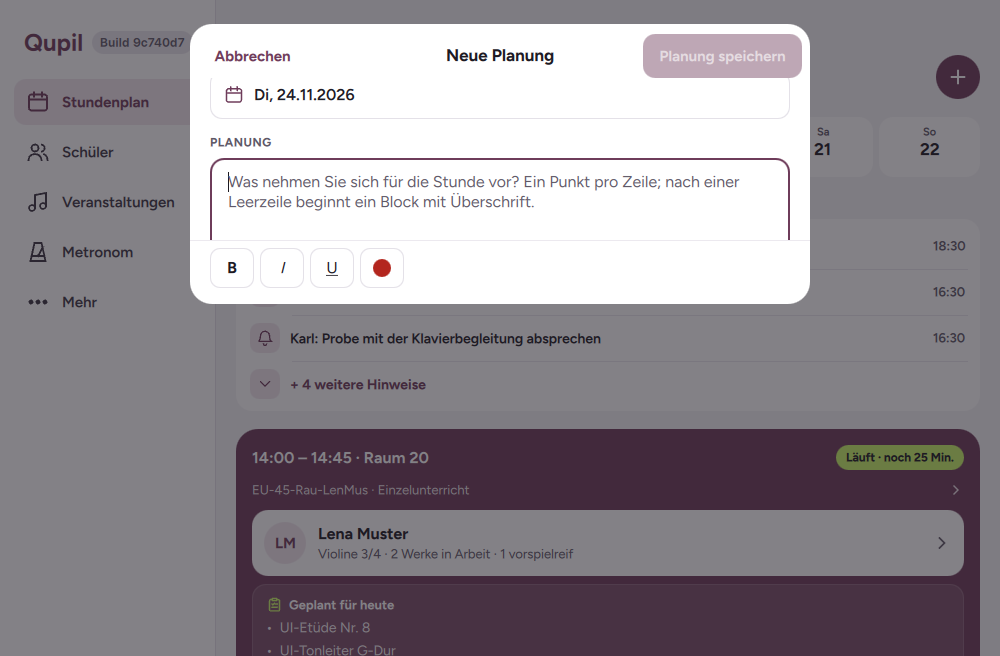 Qupil
Build 9c740d7
Stundenplan
Schüler
Veranstaltungen
Metronom
Mehr
Abbrechen
Neue Planung
Planung speichern
Di, 24.11.2026
PLANUNG
Was nehmen Sie sich für die Stunde vor? Ein Punkt pro Zeile; nach einer
Leerzeile beginnt ein Block mit Überschrift.
B
I
U
Sa
21
So
22
18:30
16:30
Karl: Probe mit der Klavierbegleitung absprechen
16:30
+ 4 weitere Hinweise
14:00 – 14:45 · Raum 20
Läuft · noch 25 Min.
EU-45-Rau-LenMus · Einzelunterricht
LM
Lena Muster
Violine 3/4 · 2 Werke in Arbeit · 1 vorspielreif
Geplant für heute
• UI-Etüde Nr. 8
• UI-Tonleiter G-Dur